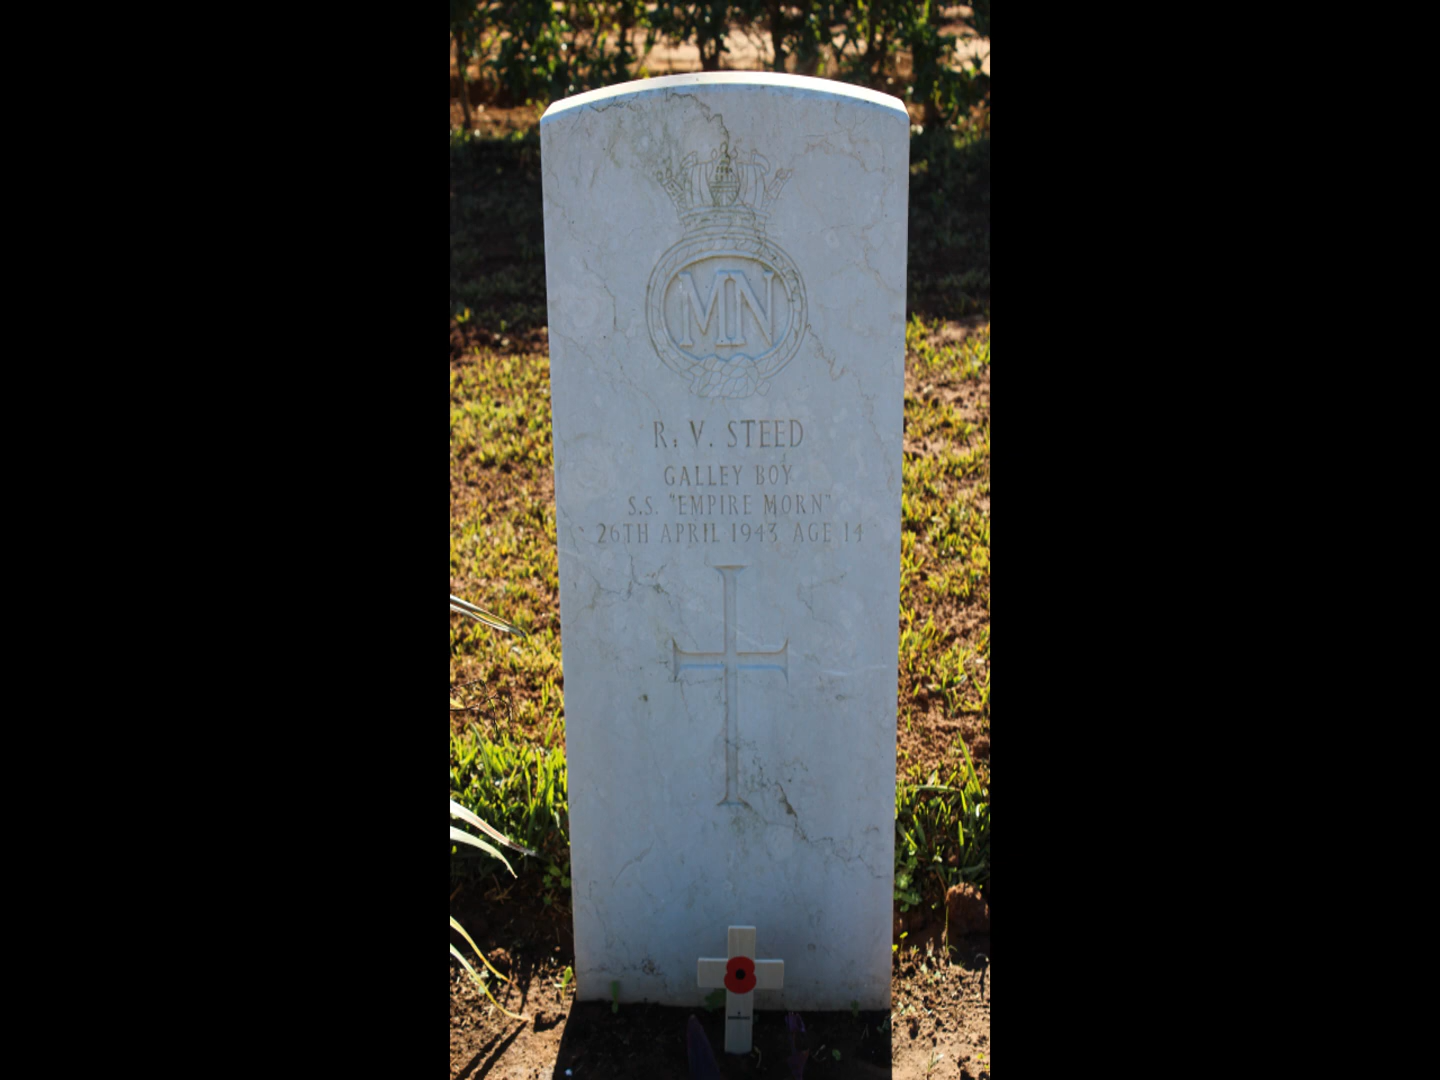 MN
R. V. STEED
GALLEY BOY
S.S. "EMPIRE MORN"
26TH APRIL 1943 AGE 14